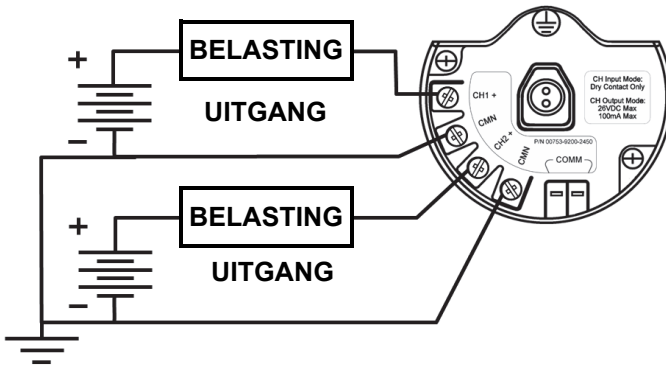 +
BELASTING
UITGANG
−
+
BELASTING
UITGANG
−
CH1 +
CMN
CH2 +
CMN
CH Input Mode:
Dry Contact Only
CH Output Mode:
26VDC Max
100mA Max
P/N 00753-9200-2450
COMM